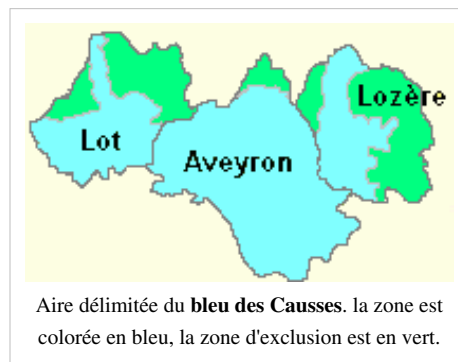 Lozère
Lot
Aveyron
Aire délimitée du bleu des Causses. la zone est
colorée en bleu, la zone d'exclusion est en vert.